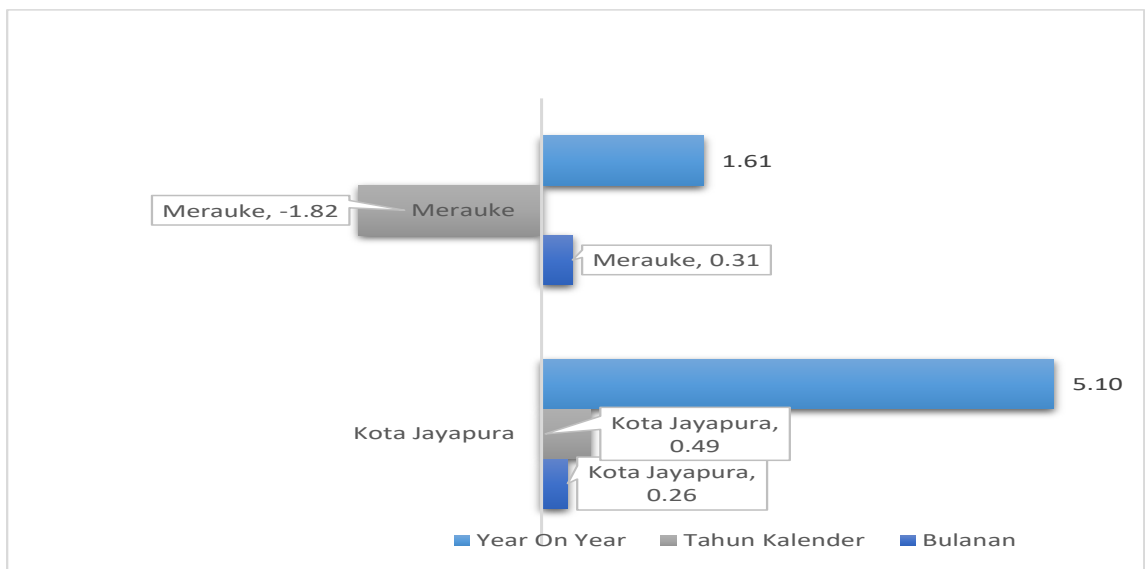 1.61
Merauke, -1.82
Merauke
Merauke, 0.31
5.10
Kota Jayapura
Kota Jayapura,
0.49
Kota Jayapura,
0.26
Year On Year
Tahun Kalender
Bulanan